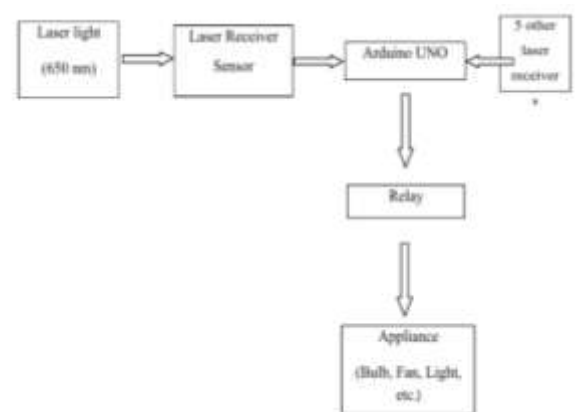 Laser light
(650 nm)
Laser Receiver
Sensor
Arduino UNO
5 other
laser
receiver
s
Relay
Appliance
(Bulb, Fan, Light,
etc.)